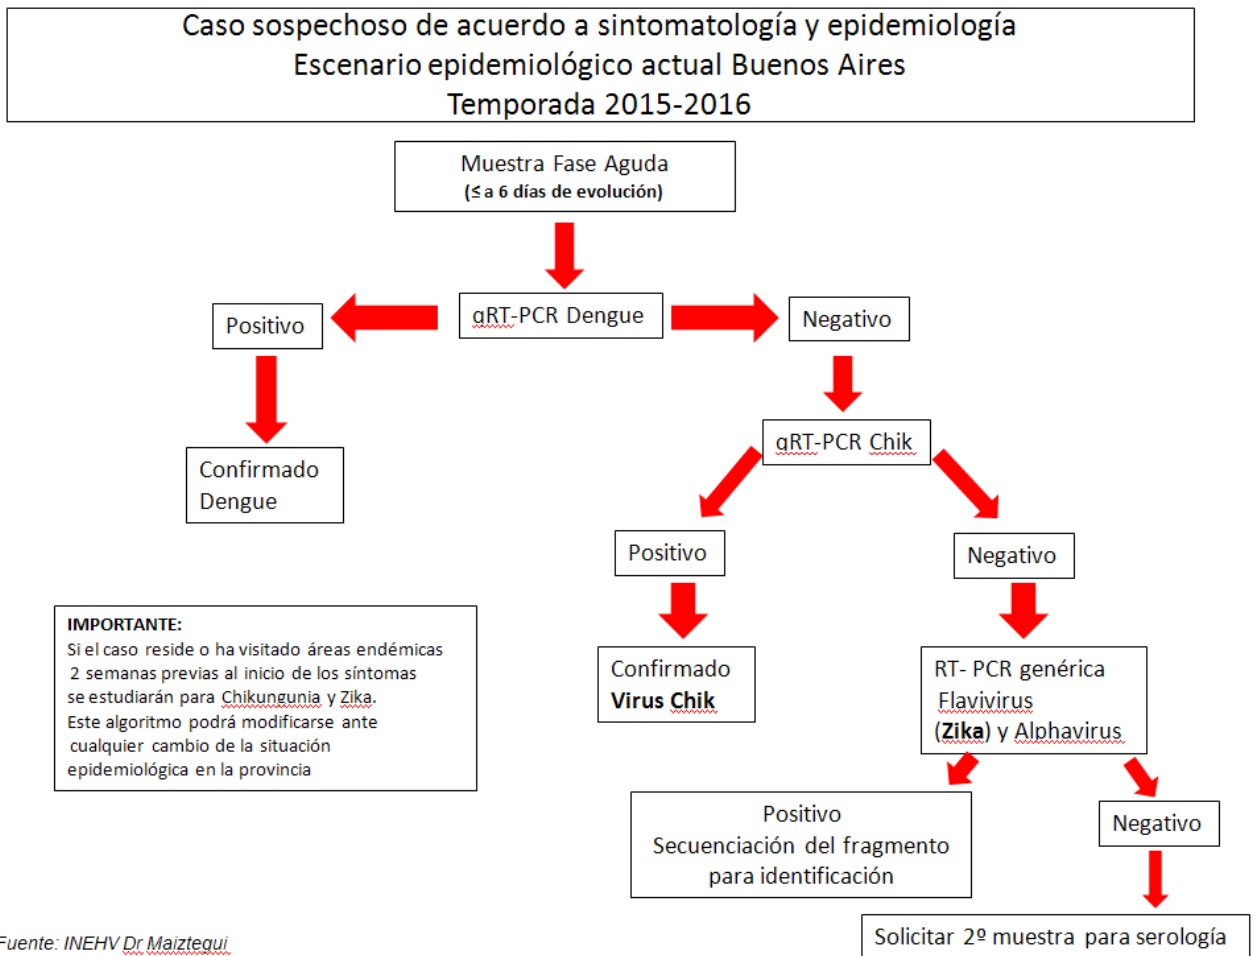 Caso sospechoso de acuerdo a sintomatología y epidemiología
Escenario epidemiológico actual Buenos Aires
Temporada 2015-2016
Muestra Fase Aguda
(≤ a 6 días de evolución)
qRT-PCR Dengue
Positivo
Negativo
Confirmado
Dengue
qRT-PCR Chik
Positivo
Negativo
Confirmado
Virus Chik
RT- PCR genérica
Flavivirus
(Zika) y Alphavirus
IMPORTANTE:
Si el caso reside o ha visitado áreas endémicas
2 semanas previas al inicio de los síntomas
se estudiarán para Chikungunia y Zika.
Este algoritmo podrá modificarse ante
cualquier cambio de la situación
epidemiológica en la provincia
Positivo
Secuenciación del fragmento
para identificación
Negativo
Solicitar 2º muestra para serología
Fuente: INEHV Dr Maiztegui